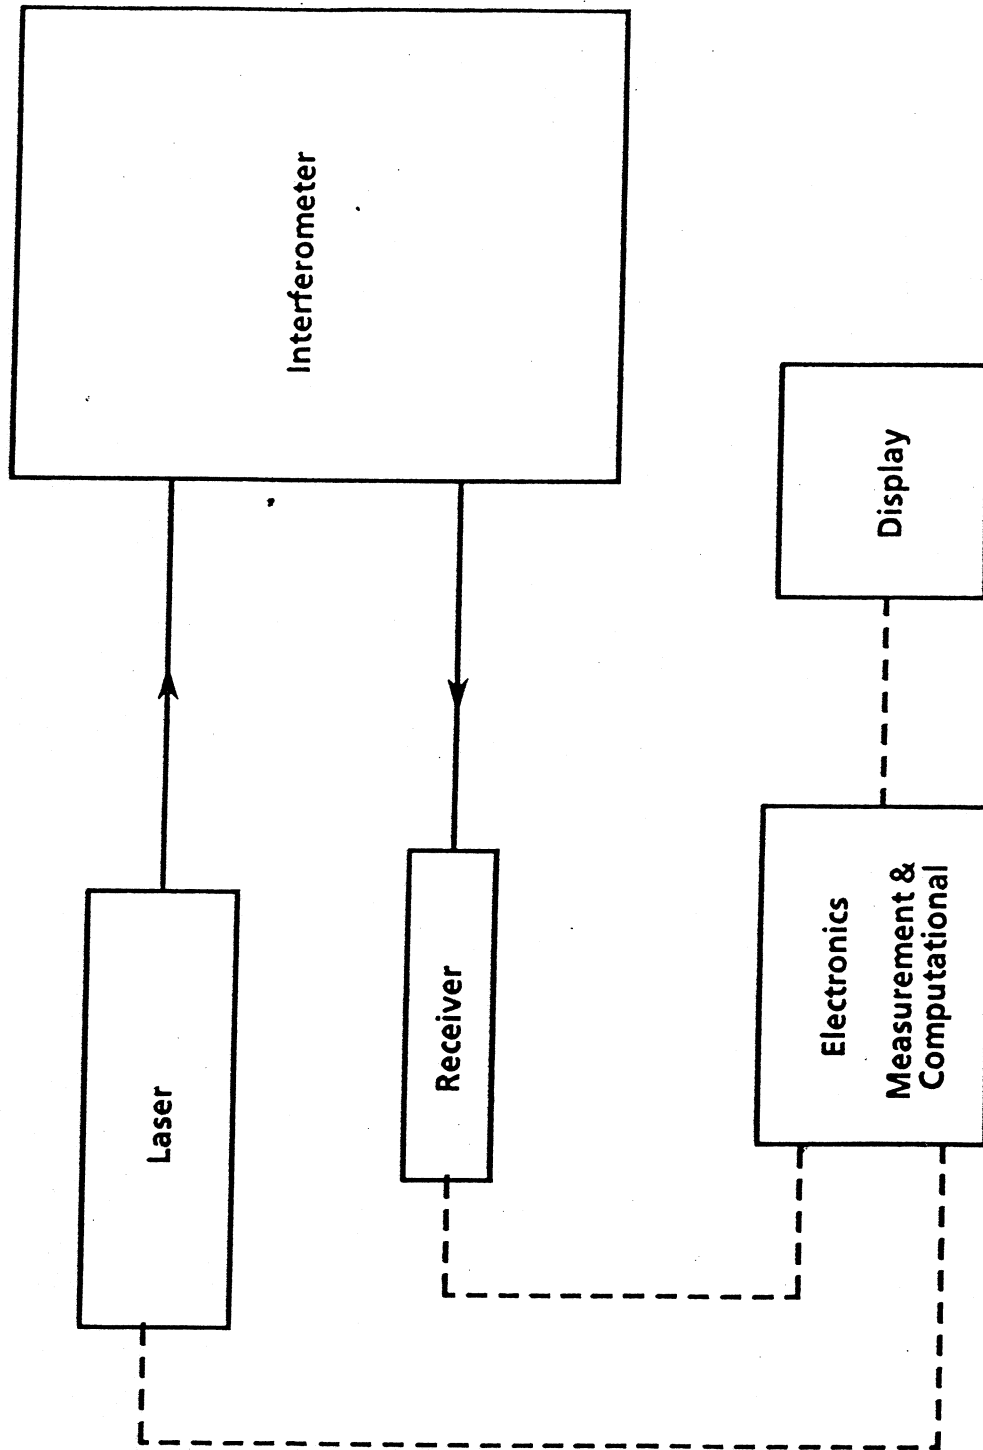 Laser
Interferometer
Receiver
Electronics
Measurement &
Computational
Display